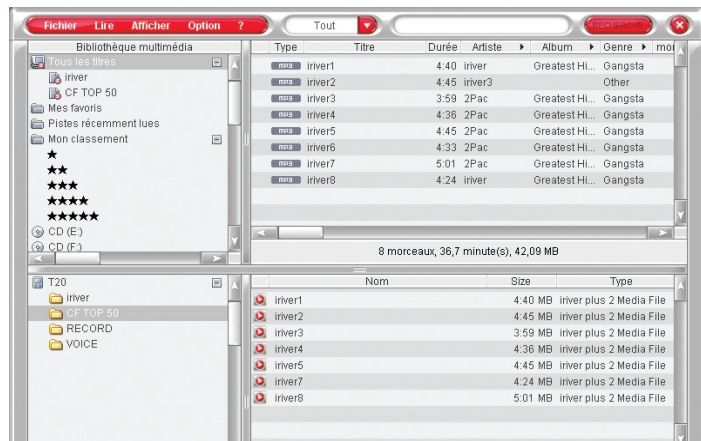 Fichier Lire Afficher Option ? Tout RECHERCHE
Bibliothèque multimédia
Tous les titres
iriver
CF TOP 50
Mes favoris
Pistes récemment lues
Mon classement
CD (E:)
CD (F:)
Type Titre Durée Artiste Album Genre moi
mp3 iriver1 4:40 iriver Greatest Hi... Gangsta
mp3 iriver2 4:45 iriver3 Other
mp3 iriver3 3:59 2Pac Greatest Hi... Gangsta
mp3 iriver4 4:36 2Pac Greatest Hi... Gangsta
mp3 iriver5 4:45 2Pac Greatest Hi... Gangsta
mp3 iriver6 4:33 2Pac Greatest Hi... Gangsta
mp3 iriver7 5:01 2Pac Greatest Hi... Gangsta
mp3 iriver8 4:24 iriver Greatest Hi... Gangsta
8 morceaux, 36,7 minute(s), 42,09 MB
T20
iriver
CF TOP 50
RECORD
VOICE
Nom Size Type
iriver1 4:40 MB iriver plus 2 Media File
iriver2 4:45 MB iriver plus 2 Media File
iriver3 3:59 MB iriver plus 2 Media File
iriver4 4:36 MB iriver plus 2 Media File
iriver5 4:45 MB iriver plus 2 Media File
iriver7 4:24 MB iriver plus 2 Media File
iriver8 5:01 MB iriver plus 2 Media File